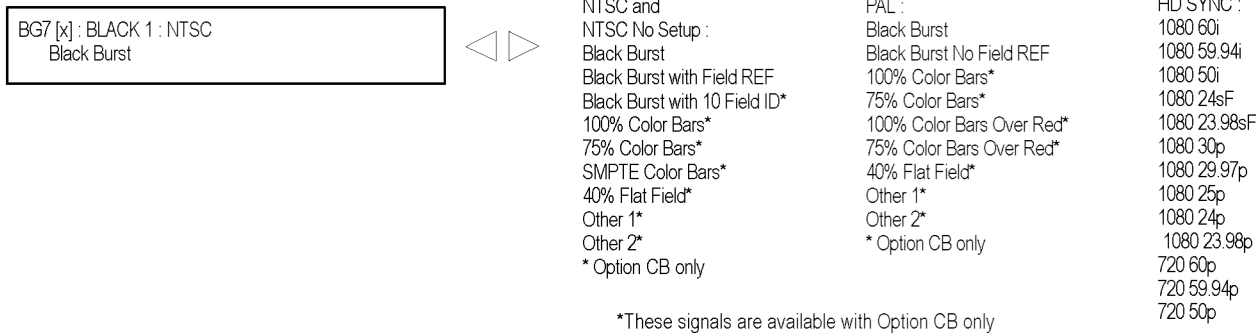 BG7 [x] : BLACK 1 : NTSC
Black Burst
NTSC and
NTSC No Setup :
Black Burst
Black Burst with Field REF
Black Burst with 10 Field ID*
100% Color Bars*
75% Color Bars*
SMPTE Color Bars*
40% Flat Field*
Other 1*
Other 2*
* Option CB only
PAL :
Black Burst
Black Burst No Field REF
100% Color Bars*
75% Color Bars*
100% Color Bars Over Red*
75% Color Bars Over Red*
40% Flat Field*
Other 1*
Other 2*
* Option CB only
HD SYNC :
1080 60i
1080 59.94i
1080 50i
1080 24sF
1080 23.98sF
1080 30p
1080 29.97p
1080 25p
1080 24p
1080 23.98p
720 60p
720 59.94p
720 50p
*These signals are available with Option CB only